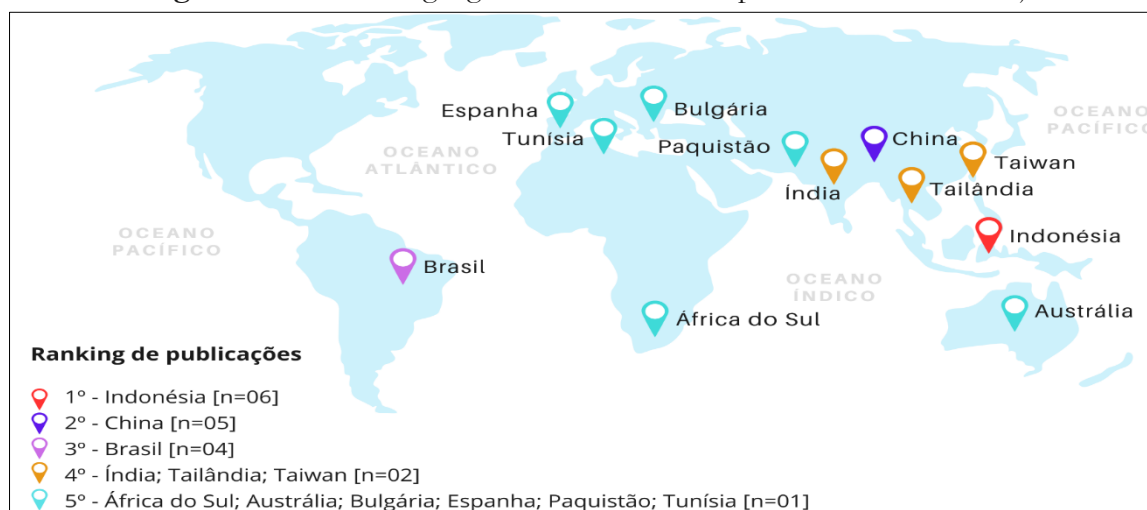 Espanha
Bulgária
OCEANO
PACÍFICO
Tunísia
Paquistão
China
OCEANO
ATLÂNTICO
Taiwan
Índia
Tailândia
OCEANO
PACÍFICO
Indonésia
Brasil
OCEANO
ÍNDICO
África do Sul
Austrália
Ranking de publicações
1º - Indonésia [n=06]
2º - China [n=05]
3º - Brasil [n=04]
4º - Índia; Tailândia; Taiwan [n=02]
5º - África do Sul; Austrália; Bulgária; Espanha; Paquistão; Tunísia [n=01]